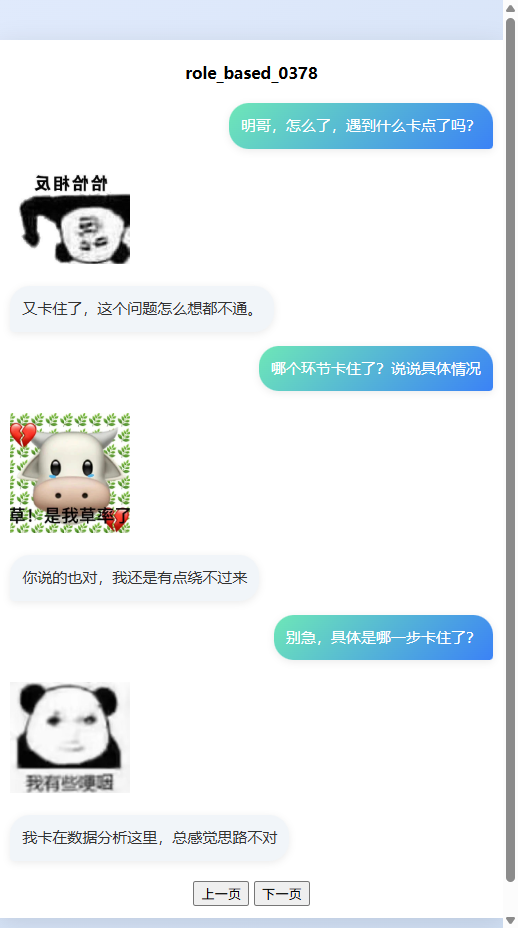 role_based_0378
明哥，怎么了，遇到什么卡点了吗？
恰恰相反
又卡住了，这个问题怎么想都不通。
哪个环节卡住了？说说具体情况
草！是我草率了
你说的也对，我还是有点绕不过来
别急，具体是哪一步卡住了？
我有些哽咽
我卡在数据分析这里，总感觉思路不对
上一页 下一页